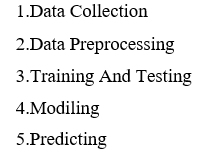 1.Data Collection
2.Data Preprocessing
3.Training And Testing
4.Modiling
5.Predicting